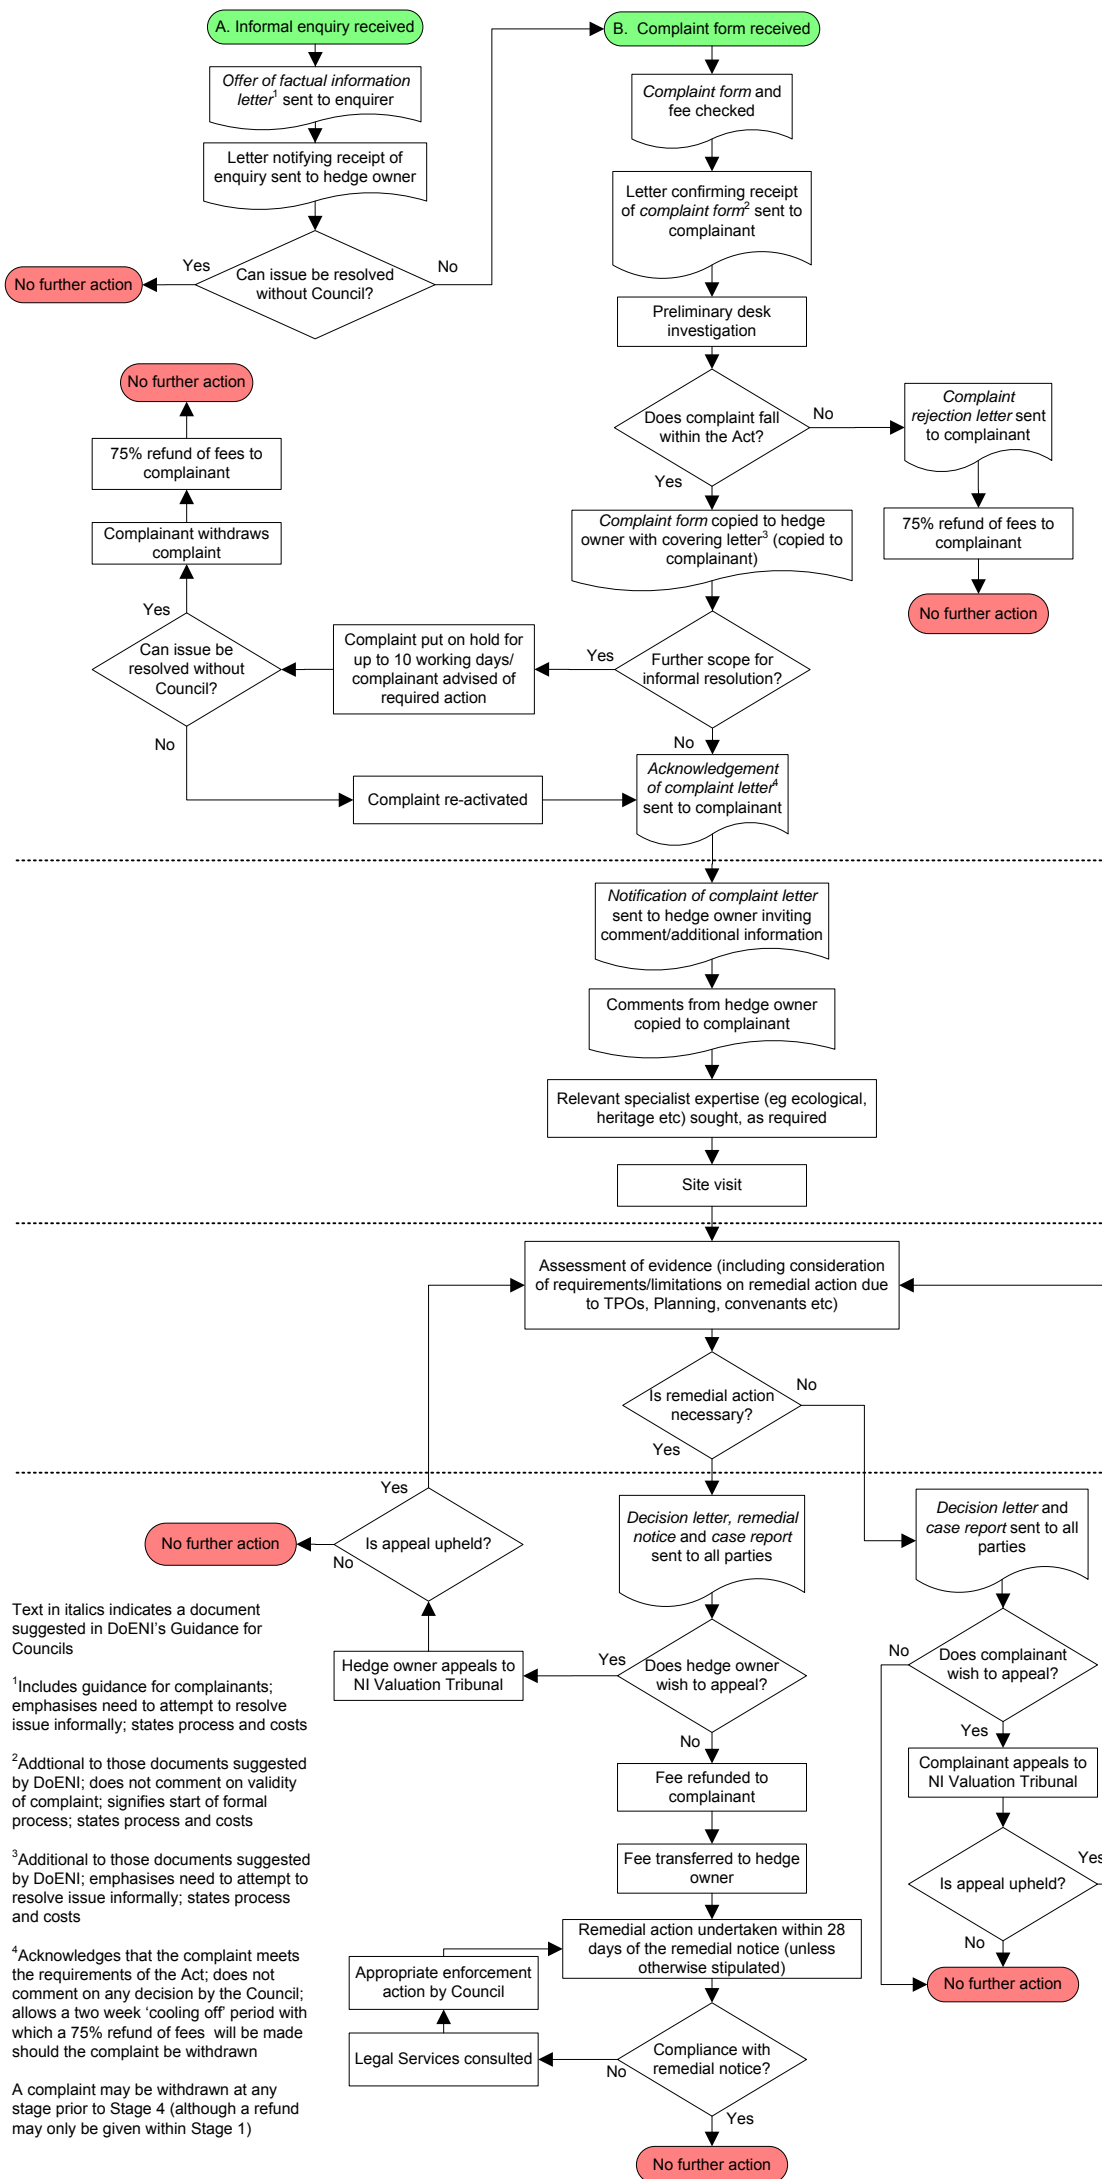 A. Informal enquiry received
Offer of factual information
letter¹ sent to enquirer
Letter notifying receipt of
enquiry sent to hedge owner
Can issue be resolved
without Council?
Yes
No
No further action
B. Complaint form received
Complaint form and
fee checked
Letter confirming receipt
of complaint form² sent to
complainant
Preliminary desk
investigation
Does complaint fall
within the Act?
No
Yes
Complaint
rejection letter sent
to complainant
75% refund of fees to
complainant
No further action
Complaint form copied to hedge
owner with covering letter³ (copied to
complainant)
Further scope for
informal resolution?
Yes
No
Complaint put on hold for
up to 10 working days/
complainant advised of
required action
Can issue be
resolved without
Council?
Yes
No
Complainant withdraws
complaint
75% refund of fees to
complainant
No further action
Complaint re-activated
Acknowledgement
of complaint letter⁴
sent to complainant
Notification of complaint letter
sent to hedge owner inviting
comment/additional information
Comments from hedge owner
copied to complainant
Relevant specialist expertise (eg ecological,
heritage etc) sought, as required
Site visit
Assessment of evidence (including consideration
of requirements/limitations on remedial action due
to TPOs, Planning, convenants etc)
Is remedial action
necessary?
No
Yes
Decision letter, remedial
notice and case report
sent to all parties
Does hedge owner
wish to appeal?
Yes
No
Hedge owner appeals to
NI Valuation Tribunal
Is appeal upheld?
Yes
No
No further action
Decision letter and
case report sent to all
parties
Does complainant
wish to appeal?
No
Yes
Complainant appeals to
NI Valuation Tribunal
Is appeal upheld?
Yes
No
No further action
Fee refunded to
complainant
Fee transferred to hedge
owner
Remedial action undertaken within 28
days of the remedial notice (unless
otherwise stipulated)
Compliance with
remedial notice?
No
Yes
Legal Services consulted
Appropriate enforcement
action by Council
No further action
Text in italics indicates a document
suggested in DoENI's Guidance for
Councils
¹Includes guidance for complainants;
emphasises need to attempt to resolve
issue informally; states process and costs
²Addtional to those documents suggested
by DoENI; does not comment on validity
of complaint; signifies start of formal
process; states process and costs
³Additional to those documents suggested
by DoENI; emphasises need to attempt to
resolve issue informally; states process
and costs
⁴Acknowledges that the complaint meets
the requirements of the Act; does not
comment on any decision by the Council;
allows a two week ‘cooling off’ period with
which a 75% refund of fees will be made
should the complaint be withdrawn
A complaint may be withdrawn at any
stage prior to Stage 4 (although a refund
may only be given within Stage 1)